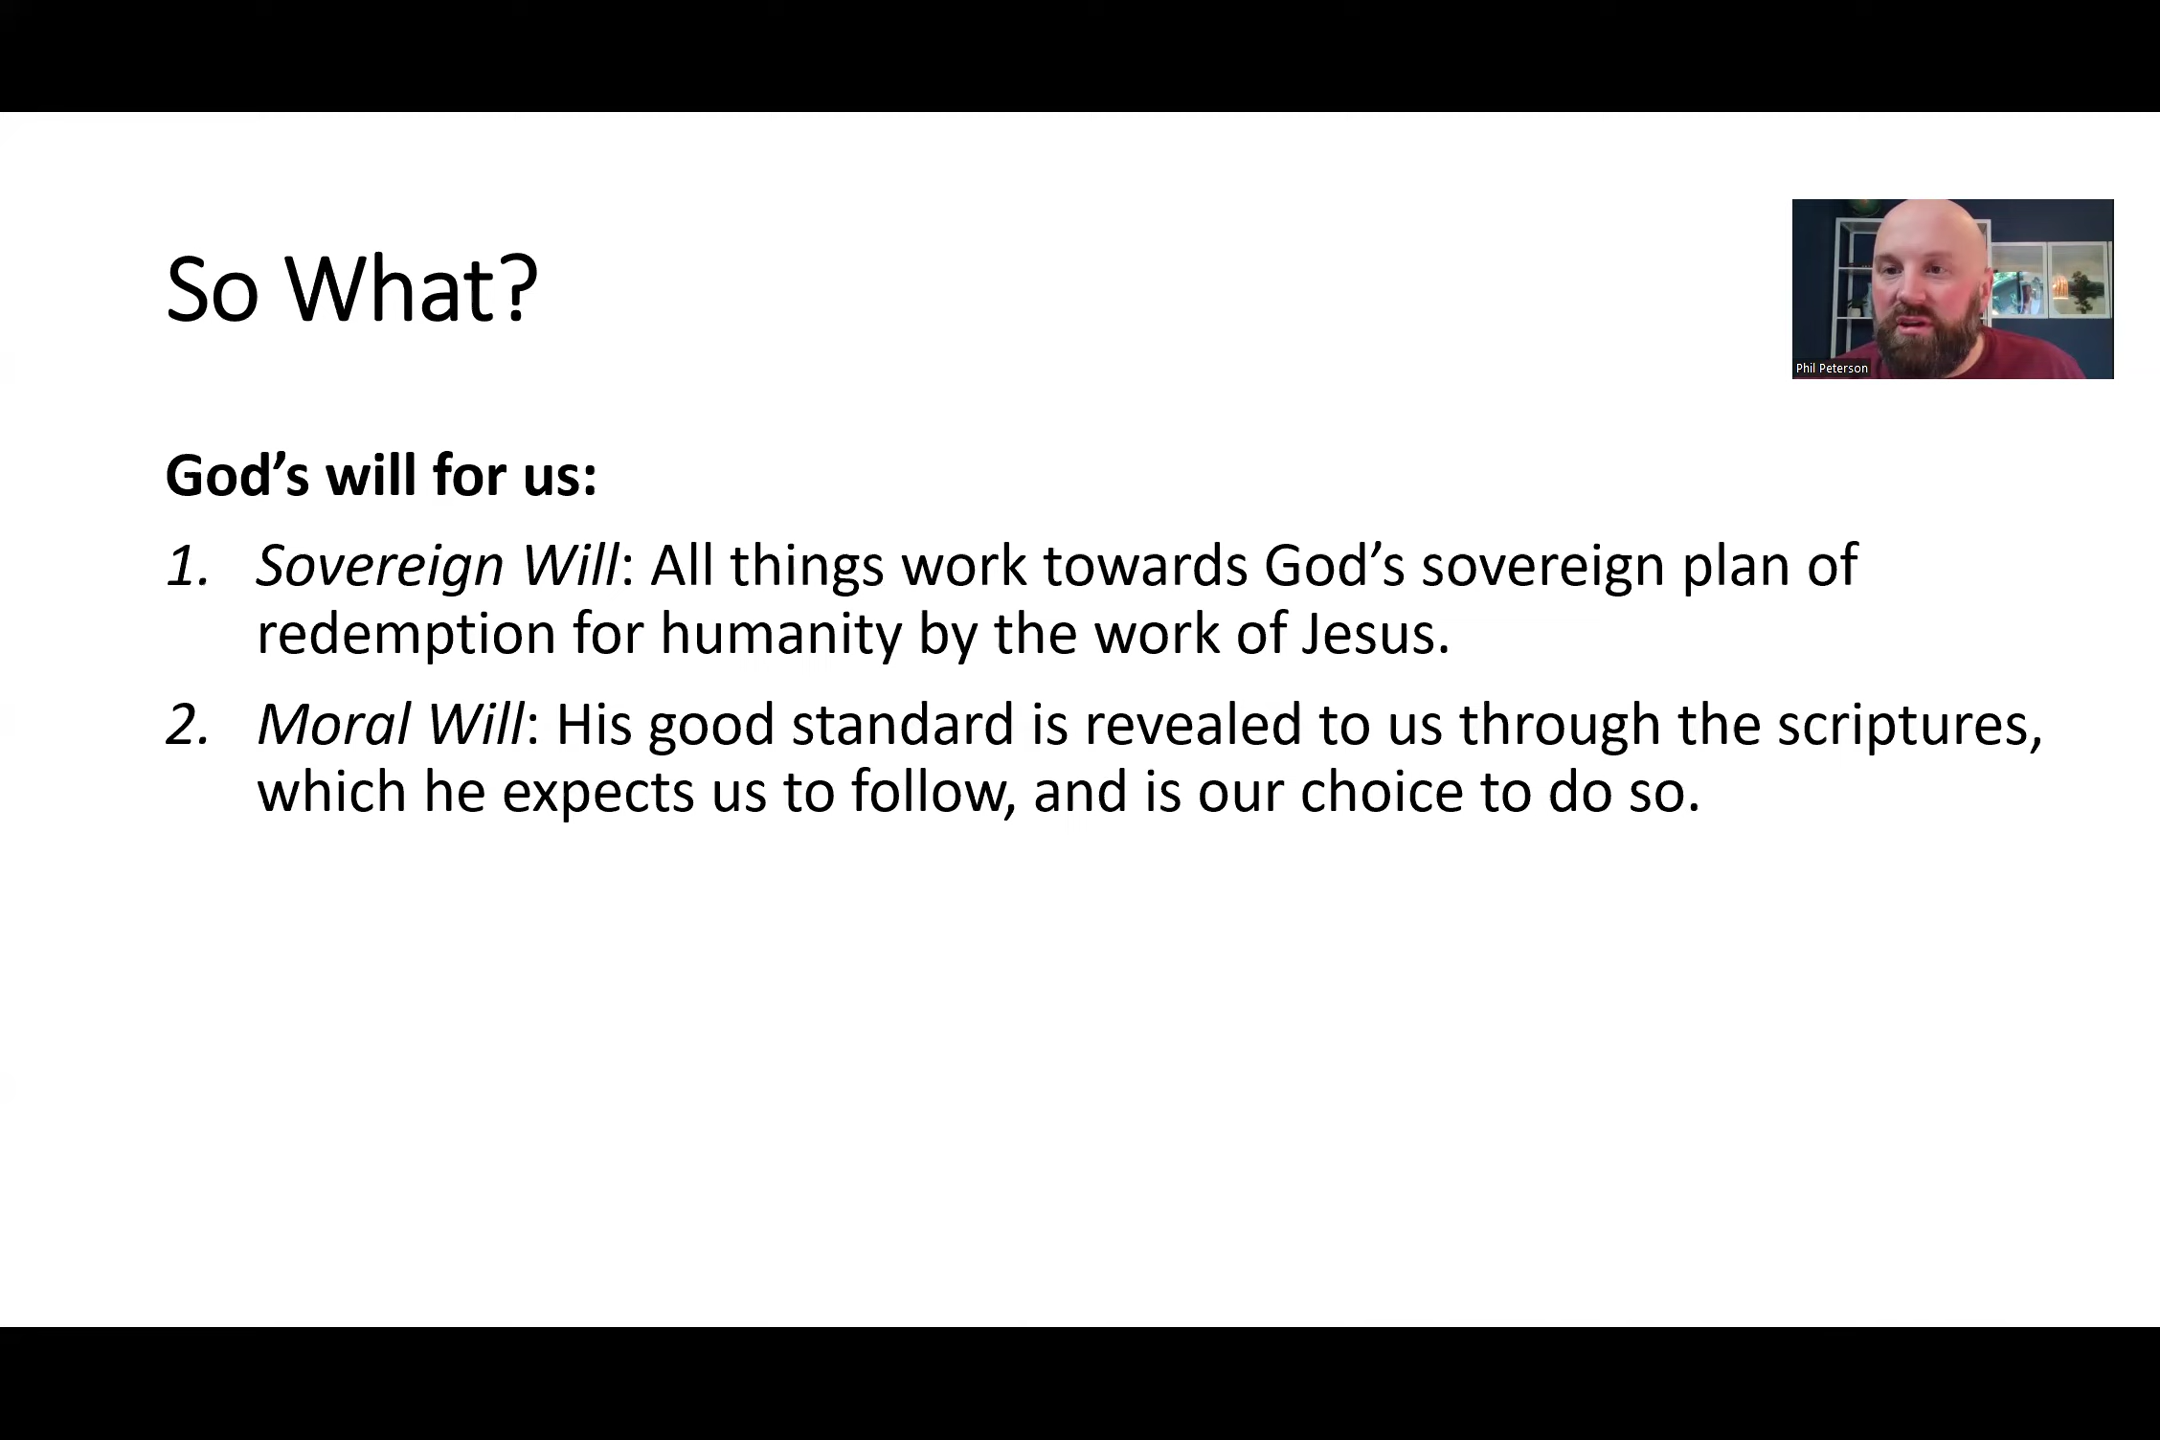 So What?
Phil Peterson
God’s will for us:
1. Sovereign Will: All things work towards God’s sovereign plan of
redemption for humanity by the work of Jesus.
2. Moral Will: His good standard is revealed to us through the scriptures,
which he expects us to follow, and is our choice to do so.